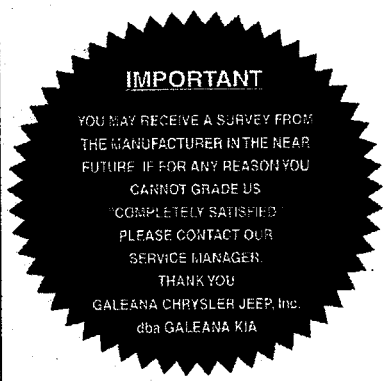 IMPORTANT
YOU MAY RECEIVE A SURVEY FROM
THE MANUFACTURER IN THE NEAR
FUTURE. IF FOR ANY REASON YOU
CANNOT GRADE US
"COMPLETELY SATISFIED"
PLEASE CONTACT OUR
SERVICE MANAGER.
THANK YOU
GALEANA CHRYSLER JEEP, Inc.
dba GALEANA KIA